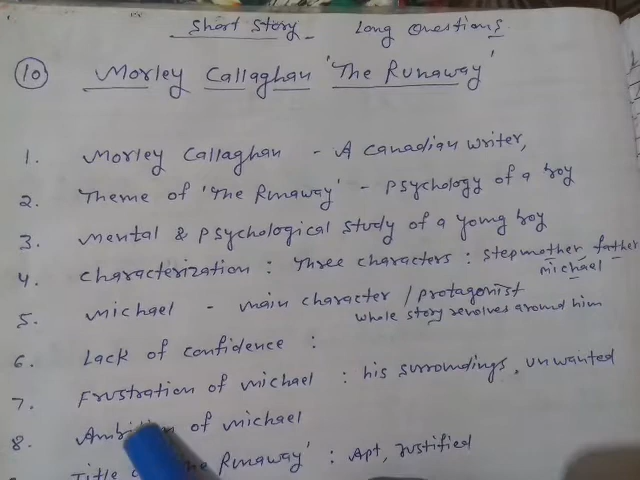 Short Story - Long Questions
10 Morley Callaghan 'The Runaway'
1. Morley Callaghan - A Canadian writer,
2. Theme of 'The Runaway' - Psychology of a boy
3. Mental & Psychological study of a young boy
4. Characterization : Three characters : stepmother, father
michael
5. Michael - main character / protagonist
whole story revolves around him
6. Lack of confidence :
7. Frustration of michael : his surroundings, unwanted
8. of michael
Title Runaway' : Apt, Justified